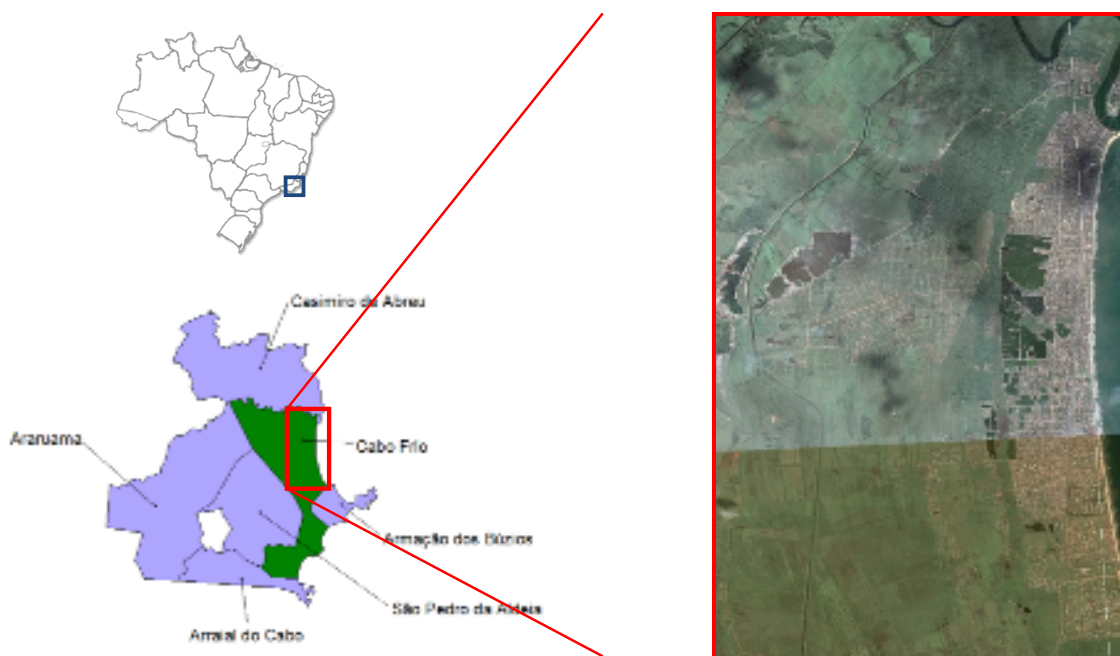 Casimiro de Abreu
Araruama
Cabo Frio
Armação dos Búzios
São Pedro da Aldeia
Arraial do Cabo